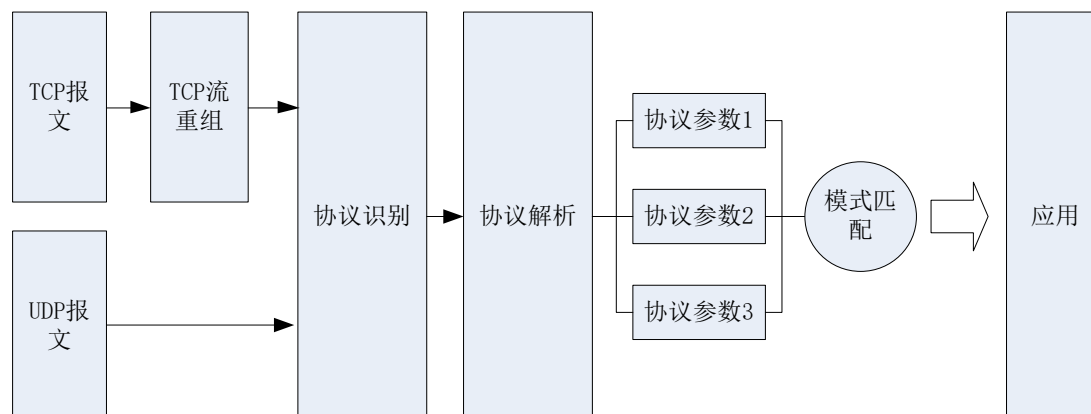 TCP报
文
TCP流
重组
UDP报
文
协议识别
协议解析
协议参数1
协议参数2
协议参数3
模式匹
配
应用